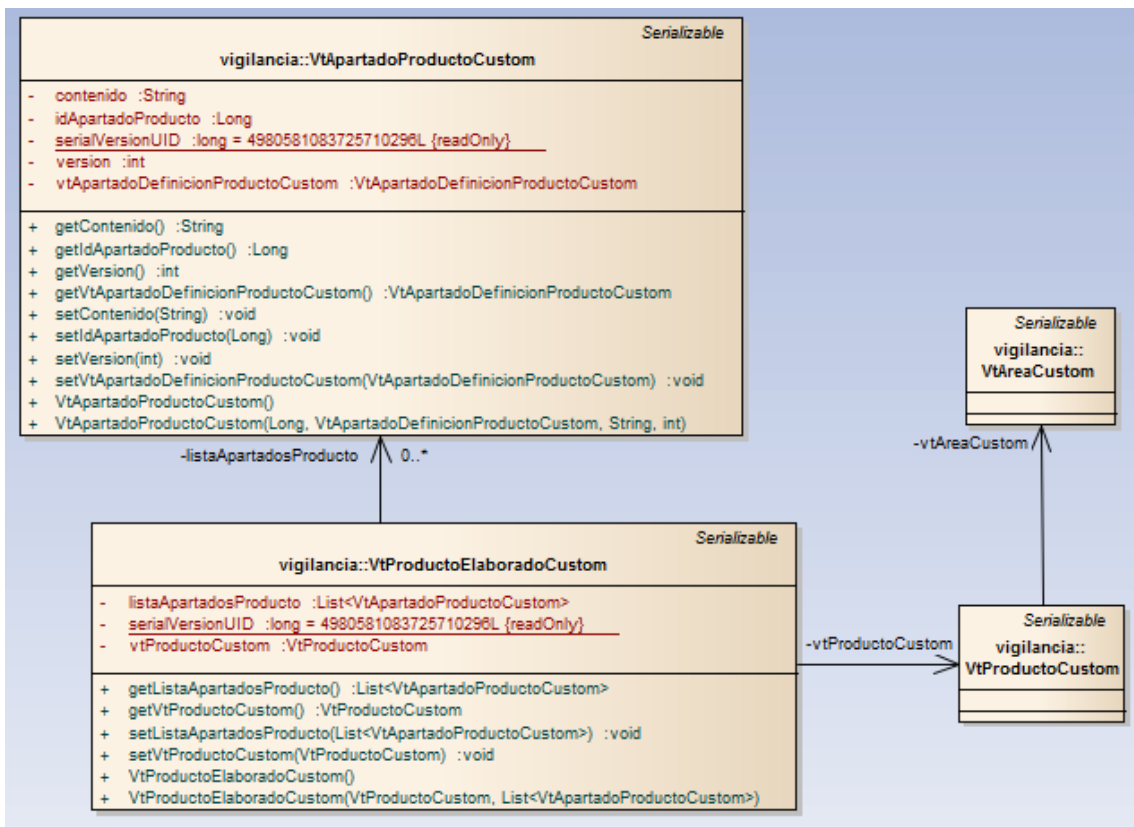 Serializable
vigilancia::VtApartadoProductoCustom
- contenido :String
- idApartadoProducto :Long
- serialVersionUID :long = 4980581083725710296L {readOnly}
- version :int
- vtApartadoDefinicionProductoCustom :VtApartadoDefinicionProductoCustom
+ getContenido() :String
+ getIdApartadoProducto() :Long
+ getVersion() :int
+ getVtApartadoDefinicionProductoCustom() :VtApartadoDefinicionProductoCustom
+ setContenido(String) :void
+ setIdApartadoProducto(Long) :void
+ setVersion(int) :void
+ setVtApartadoDefinicionProductoCustom(VtApartadoDefinicionProductoCustom) :void
+ VtApartadoProductoCustom()
+ VtApartadoProductoCustom(Long, VtApartadoDefinicionProductoCustom, String, int)
-listaApartadosProducto 0..*
Serializable
vigilancia::
VtAreaCustom
-vtAreaCustom
Serializable
vigilancia::VtProductoElaboradoCustom
- listaApartadosProducto :List<VtApartadoProductoCustom>
- serialVersionUID :long = 4980581083725710296L {readOnly}
- vtProductoCustom :VtProductoCustom
+ getListaApartadosProducto() :List<VtApartadoProductoCustom>
+ getVtProductoCustom() :VtProductoCustom
+ setListaApartadosProducto(List<VtApartadoProductoCustom>) :void
+ setVtProductoCustom(VtProductoCustom) :void
+ VtProductoElaboradoCustom()
+ VtProductoElaboradoCustom(VtProductoCustom, List<VtApartadoProductoCustom>)
-vtProductoCustom
Serializable
vigilancia::
VtProductoCustom